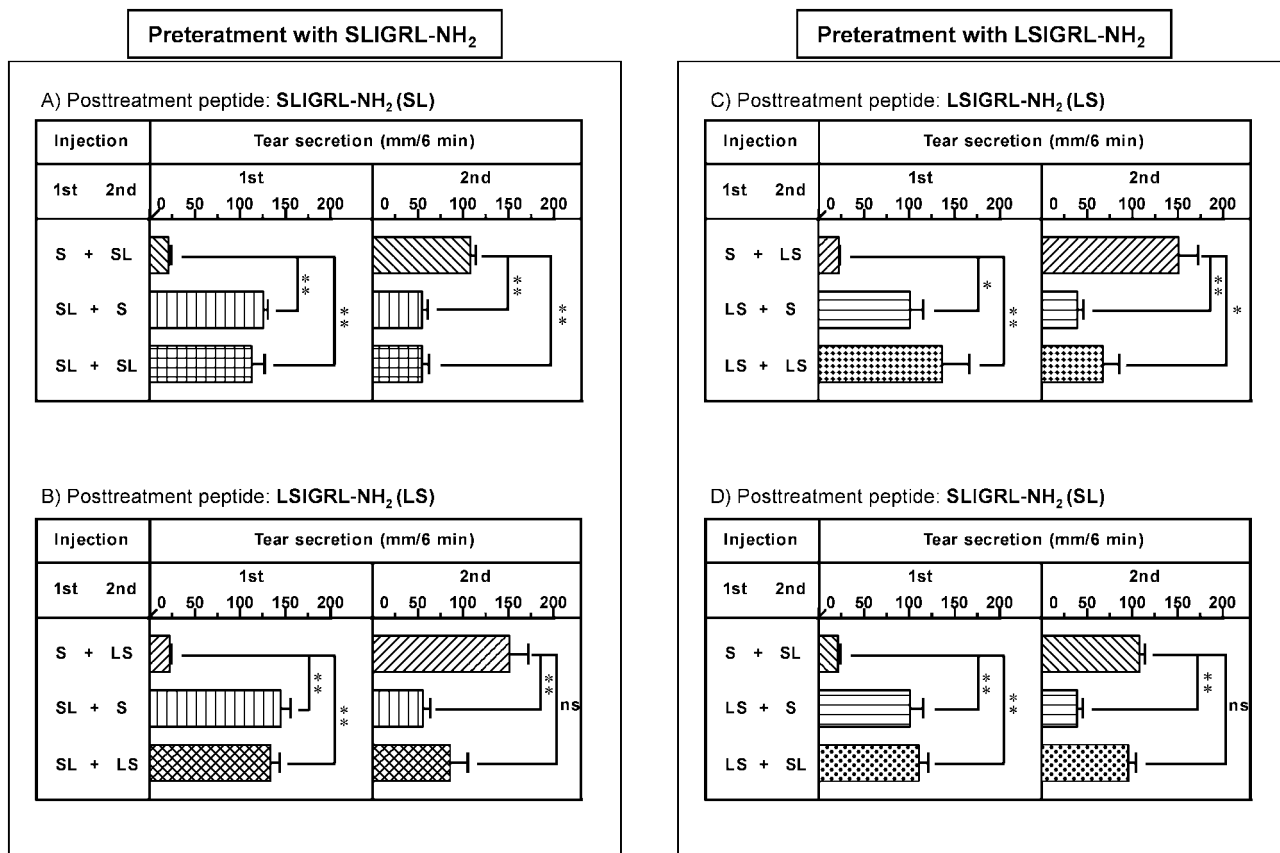 Preteratment with SLIGRL-NH2
A) Posttreatment peptide: SLIGRL-NH2 (SL)
Injection Tear secretion (mm/6 min)
1st 2nd 1st 2nd
0 50 100 150 200 0 50 100 150 200
S + SL
SL + S
SL + SL
** ** ** **
B) Posttreatment peptide: LSIGRL-NH2 (LS)
Injection Tear secretion (mm/6 min)
1st 2nd 1st 2nd
0 50 100 150 200 0 50 100 150 200
S + LS
SL + S
SL + LS
** ** ** ns
Preteratment with LSIGRL-NH2
C) Posttreatment peptide: LSIGRL-NH2 (LS)
Injection Tear secretion (mm/6 min)
1st 2nd 1st 2nd
0 50 100 150 200 0 50 100 150 200
S + LS
LS + S
LS + LS
* ** ** *
D) Posttreatment peptide: SLIGRL-NH2 (SL)
Injection Tear secretion (mm/6 min)
1st 2nd 1st 2nd
0 50 100 150 200 0 50 100 150 200
S + SL
LS + S
LS + SL
** ** ** ns